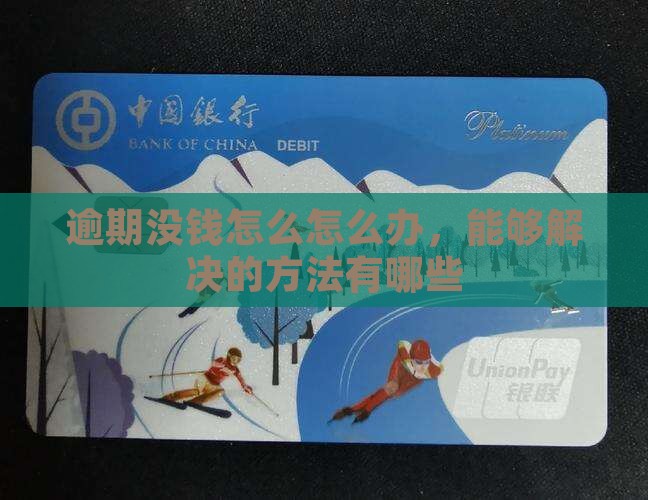 中国銀行
BANK OF CHINA DEBIT
Platinum
逾期没钱怎么怎么办，能够解
决的方法有哪些
UnionPay
银联